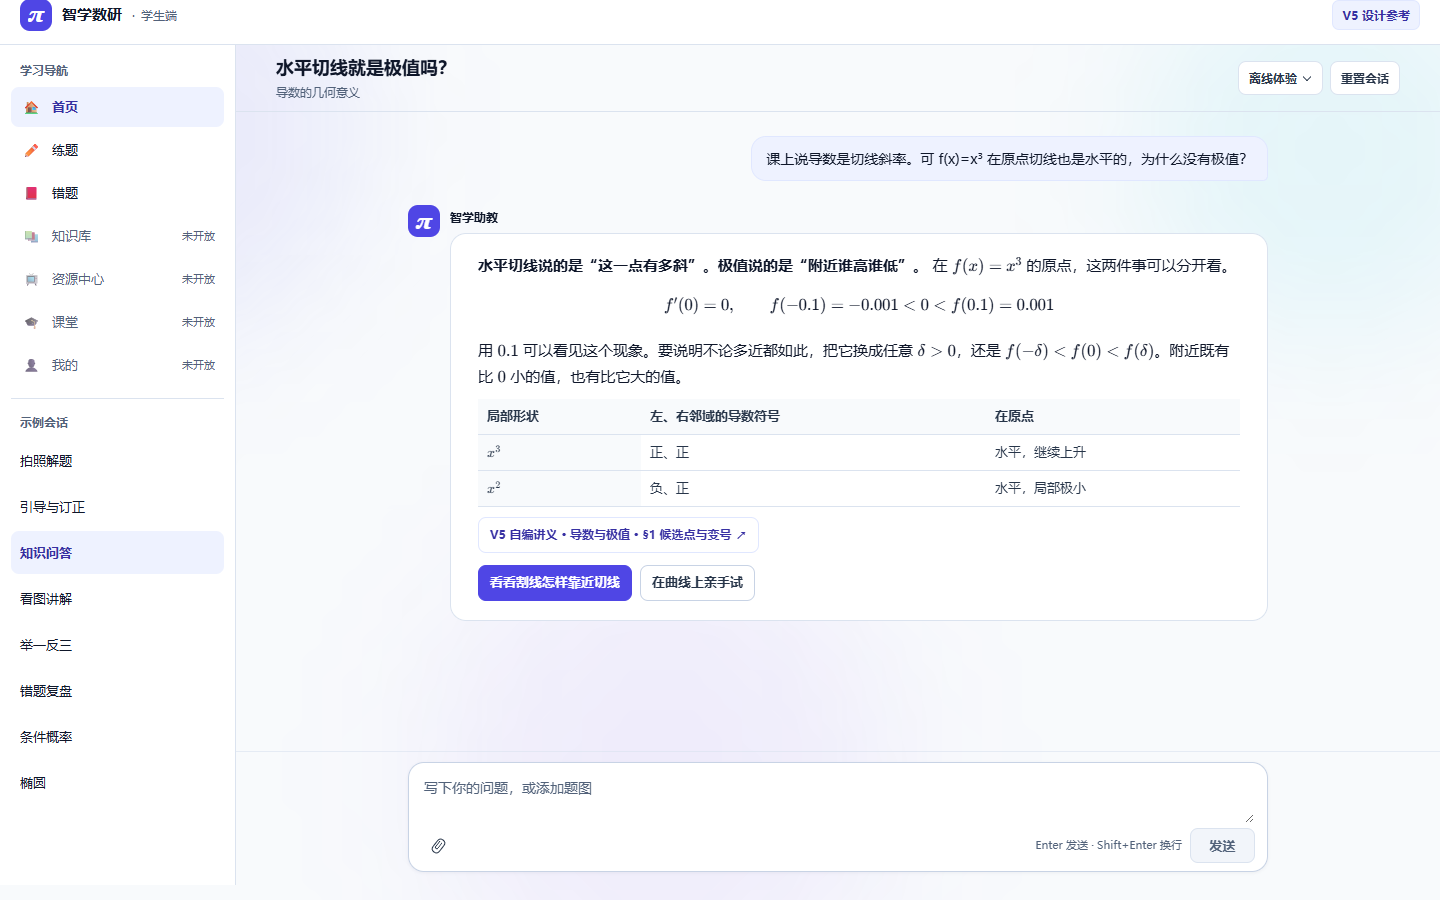 π 智学数研 · 学生端
V5 设计参考
学习导航
首页
练题
错题
知识库 未开放
资源中心 未开放
课堂 未开放
我的 未开放
示例会话
拍照解题
引导与订正
知识问答
看图讲解
举一反三
错题复盘
条件概率
椭圆
水平切线就是极值吗？
导数的几何意义
离线体验
重置会话
课上说导数是切线斜率。可 f(x)=x³ 在原点切线也是水平的，为什么没有极值？
π 智学助教
水平切线说的是“这一点有多斜”。极值说的是“附近谁高谁低”。 在 f(x) = x³ 的原点，这两件事可以分开看。
f′(0) = 0, f(−0.1) = −0.001 < 0 < f(0.1) = 0.001
用 0.1 可以看见这个现象。要说明不论多近都如此，把它换成任意 δ > 0，还是 f(−δ) < f(0) < f(δ)。附近既有
比 0 小的值，也有比它大的值。
局部形状 左、右邻域的导数符号 在原点
x³ 正、正 水平，继续上升
x² 负、正 水平，局部极小
V5 自编讲义 • 导数与极值 • §1 候选点与变号 ↗
看看割线怎样靠近切线 在曲线上亲手试
写下你的问题，或添加题图
Enter 发送 · Shift+Enter 换行 发送